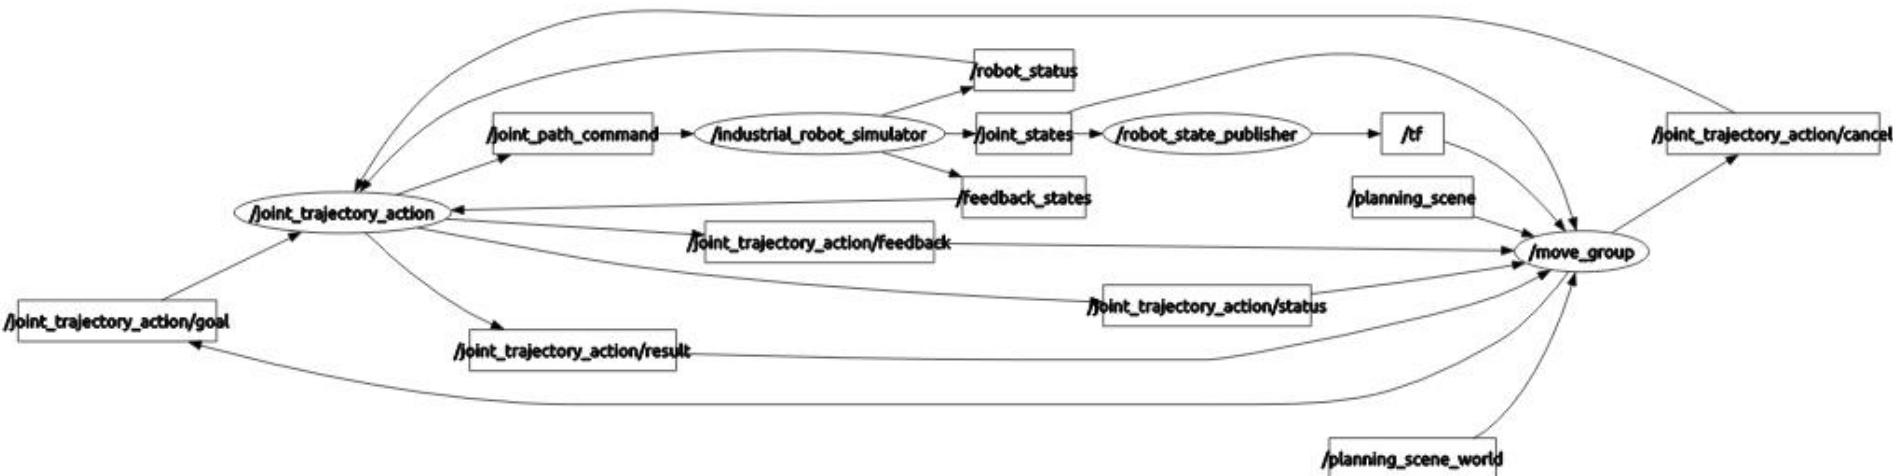 /robot_status
/joint_path_command
/industrial_robot_simulator
/joint_states
/robot_state_publisher
/tf
/joint_trajectory_action/cancel
/feedback_states
/planning_scene
/joint_trajectory_action
/joint_trajectory_action/feedback
/move_group
/joint_trajectory_action/status
/joint_trajectory_action/goal
/joint_trajectory_action/result
/planning_scene_world